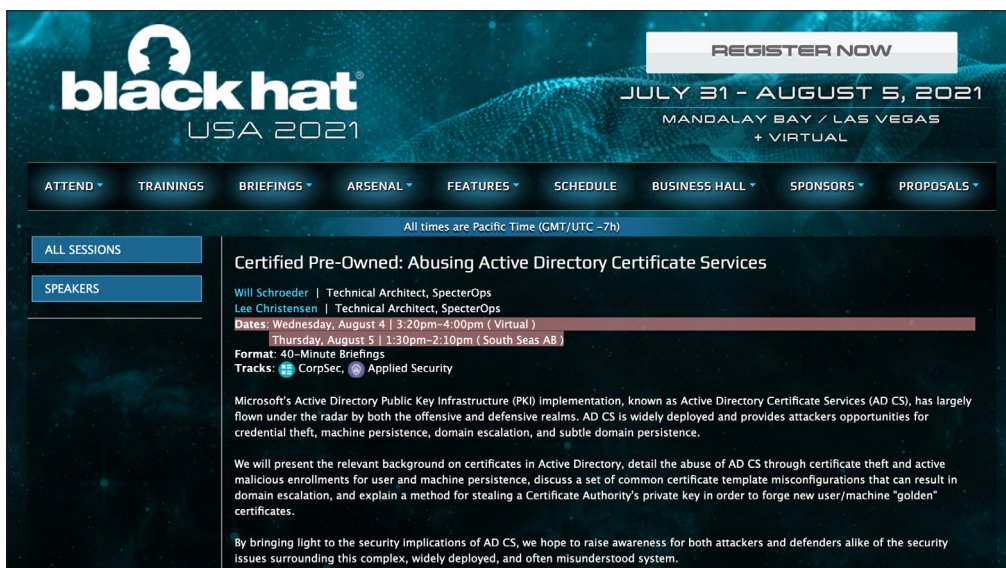 black hat®
USA 2021
REGISTER NOW
JULY 31 - AUGUST 5, 2021
MANDALAY BAY / LAS VEGAS
+ VIRTUAL
ATTEND TRAININGS BRIEFINGS ARSENAL FEATURES SCHEDULE BUSINESS HALL SPONSORS PROPOSALS
All times are Pacific Time (GMT/UTC -7h)
ALL SESSIONS
SPEAKERS
Certified Pre-Owned: Abusing Active Directory Certificate Services
Will Schroeder | Technical Architect, SpecterOps
Lee Christensen | Technical Architect, SpecterOps
Dates: Wednesday, August 4 | 3:20pm-4:00pm ( Virtual )
Thursday, August 5 | 1:30pm-2:10pm ( South Seas AB )
Format: 40-Minute Briefings
Tracks: CorpSec, Applied Security
Microsoft's Active Directory Public Key Infrastructure (PKI) implementation, known as Active Directory Certificate Services (AD CS), has largely
flown under the radar by both the offensive and defensive realms. AD CS is widely deployed and provides attackers opportunities for
credential theft, machine persistence, domain escalation, and subtle domain persistence.
We will present the relevant background on certificates in Active Directory, detail the abuse of AD CS through certificate theft and active
malicious enrollments for user and machine persistence, discuss a set of common certificate template misconfigurations that can result in
domain escalation, and explain a method for stealing a Certificate Authority's private key in order to forge new user/machine "golden"
certificates.
By bringing light to the security implications of AD CS, we hope to raise awareness for both attackers and defenders alike of the security
issues surrounding this complex, widely deployed, and often misunderstood system.